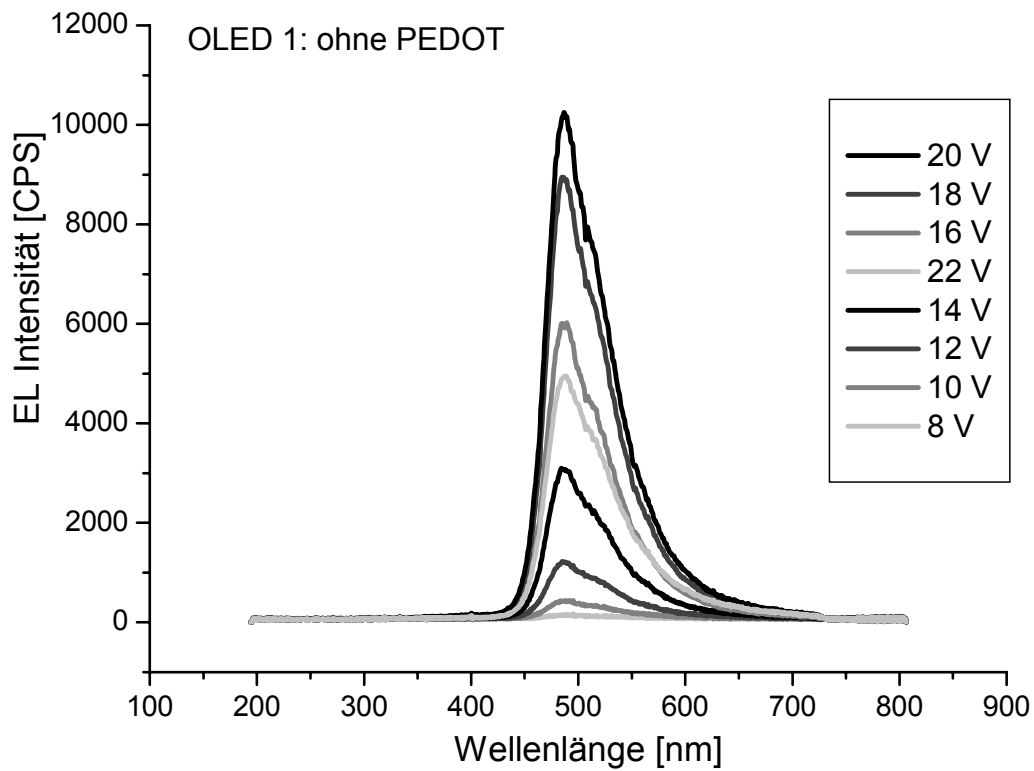 OLED 1: ohne PEDOT
EL Intensität [CPS]
12000
10000
8000
6000
4000
2000
0
20 V
18 V
16 V
22 V
14 V
12 V
10 V
8 V
100 200 300 400 500 600 700 800 900
Wellenlänge [nm]